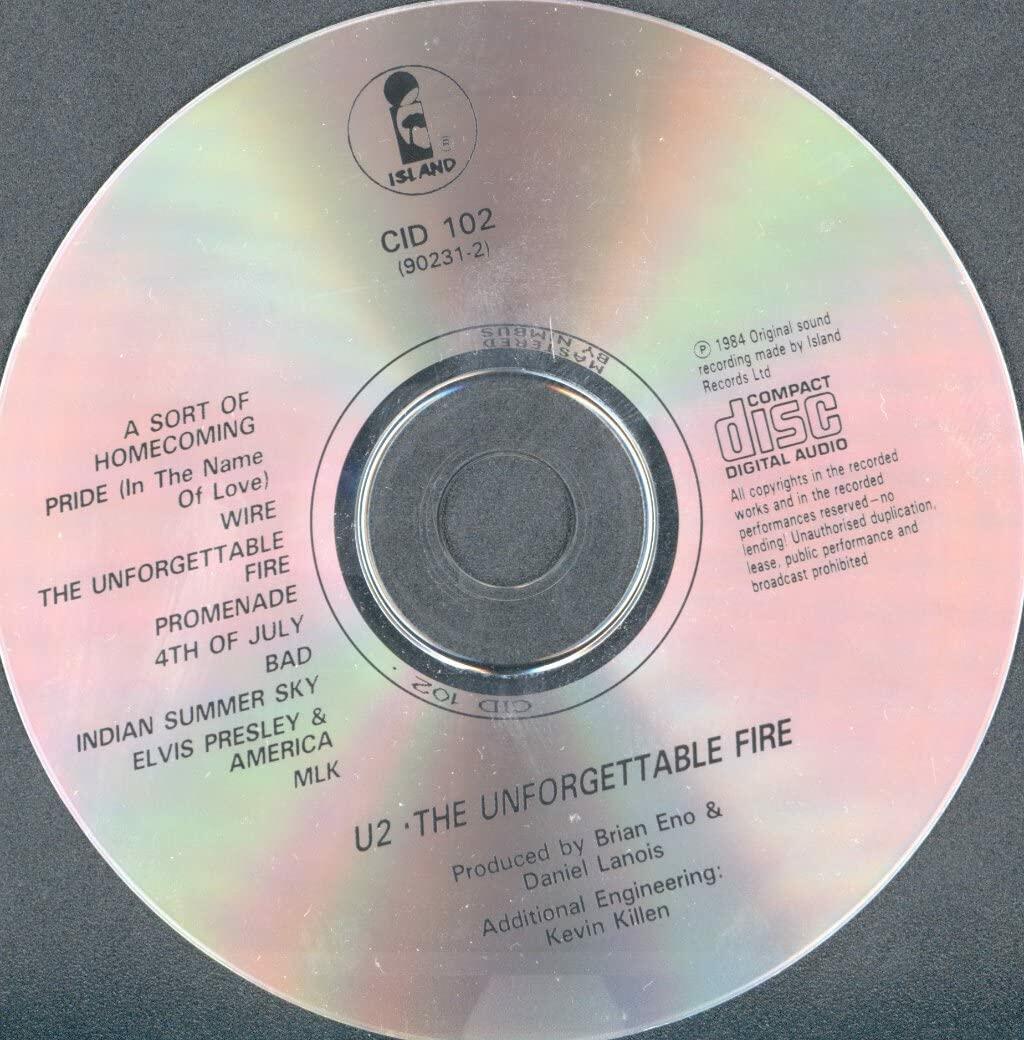 ISLAND
CID 102
(90231-2)
MASTERED
BY NIMBUS
A SORT OF
HOMECOMING
PRIDE (In The Name
Of Love)
WIRE
THE UNFORGETTABLE
FIRE
PROMENADE
4TH OF JULY
BAD
INDIAN SUMMER SKY
ELVIS PRESLEY &
AMERICA
MLK
℗ 1984 Original sound
recording made by Island
Records Ltd
COMPACT
disc
DIGITAL AUDIO
All copyrights in the recorded
works and in the recorded
performances reserved—no
lending! Unauthorised duplication,
lease, public performance and
broadcast prohibited
CID 102 ·
U2 · THE UNFORGETTABLE FIRE
Produced by Brian Eno &
Daniel Lanois
Additional Engineering:
Kevin Killen